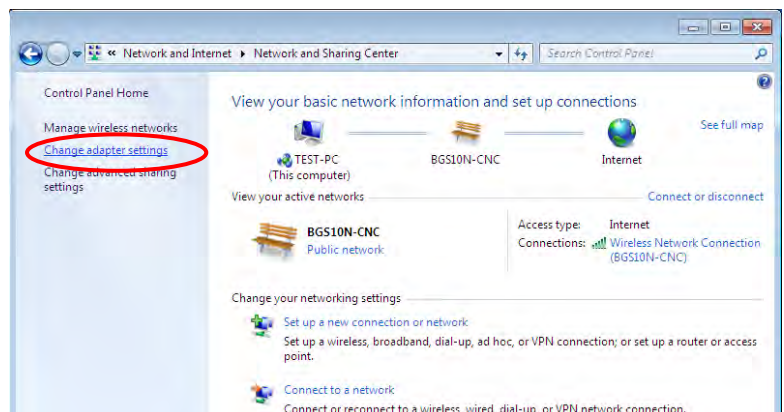 « Network and Internet ▸ Network and Sharing Center
Search Control Panel
Control Panel Home
Manage wireless networks
Change adapter settings
Change advanced sharing
settings
View your basic network information and set up connections
See full map
TEST-PC
(This computer)
BGS10N-CNC
Internet
View your active networks
Connect or disconnect
BGS10N-CNC
Public network
Access type: Internet
Connections: Wireless Network Connection
(BGS10N-CNC)
Change your networking settings
Set up a new connection or network
Set up a wireless, broadband, dial-up, ad hoc, or VPN connection; or set up a router or access
point.
Connect to a network
Connect or reconnect to a wireless, wired, dial-up, or VPN network connection.